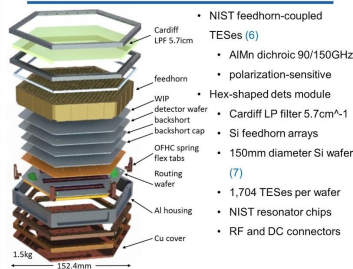 Cardiff
LPF 5.7icm
feedhorn
WIP
detector wafer
backshort
backshort cap
OFHC spring
flex tabs
Routing
wafer
Al housing
Cu cover
1.5kg
152.4mm
• NIST feedhorn-coupled
TESes (6)
• AlMn dichroic 90/150GHz
• polarization-sensitive
• Hex-shaped dets module
• Cardiff LP filter 5.7cm^-1
• Si feedhorn arrays
• 150mm diameter Si wafer
(7)
• 1,704 TESes per wafer
• NIST resonator chips
• RF and DC connectors